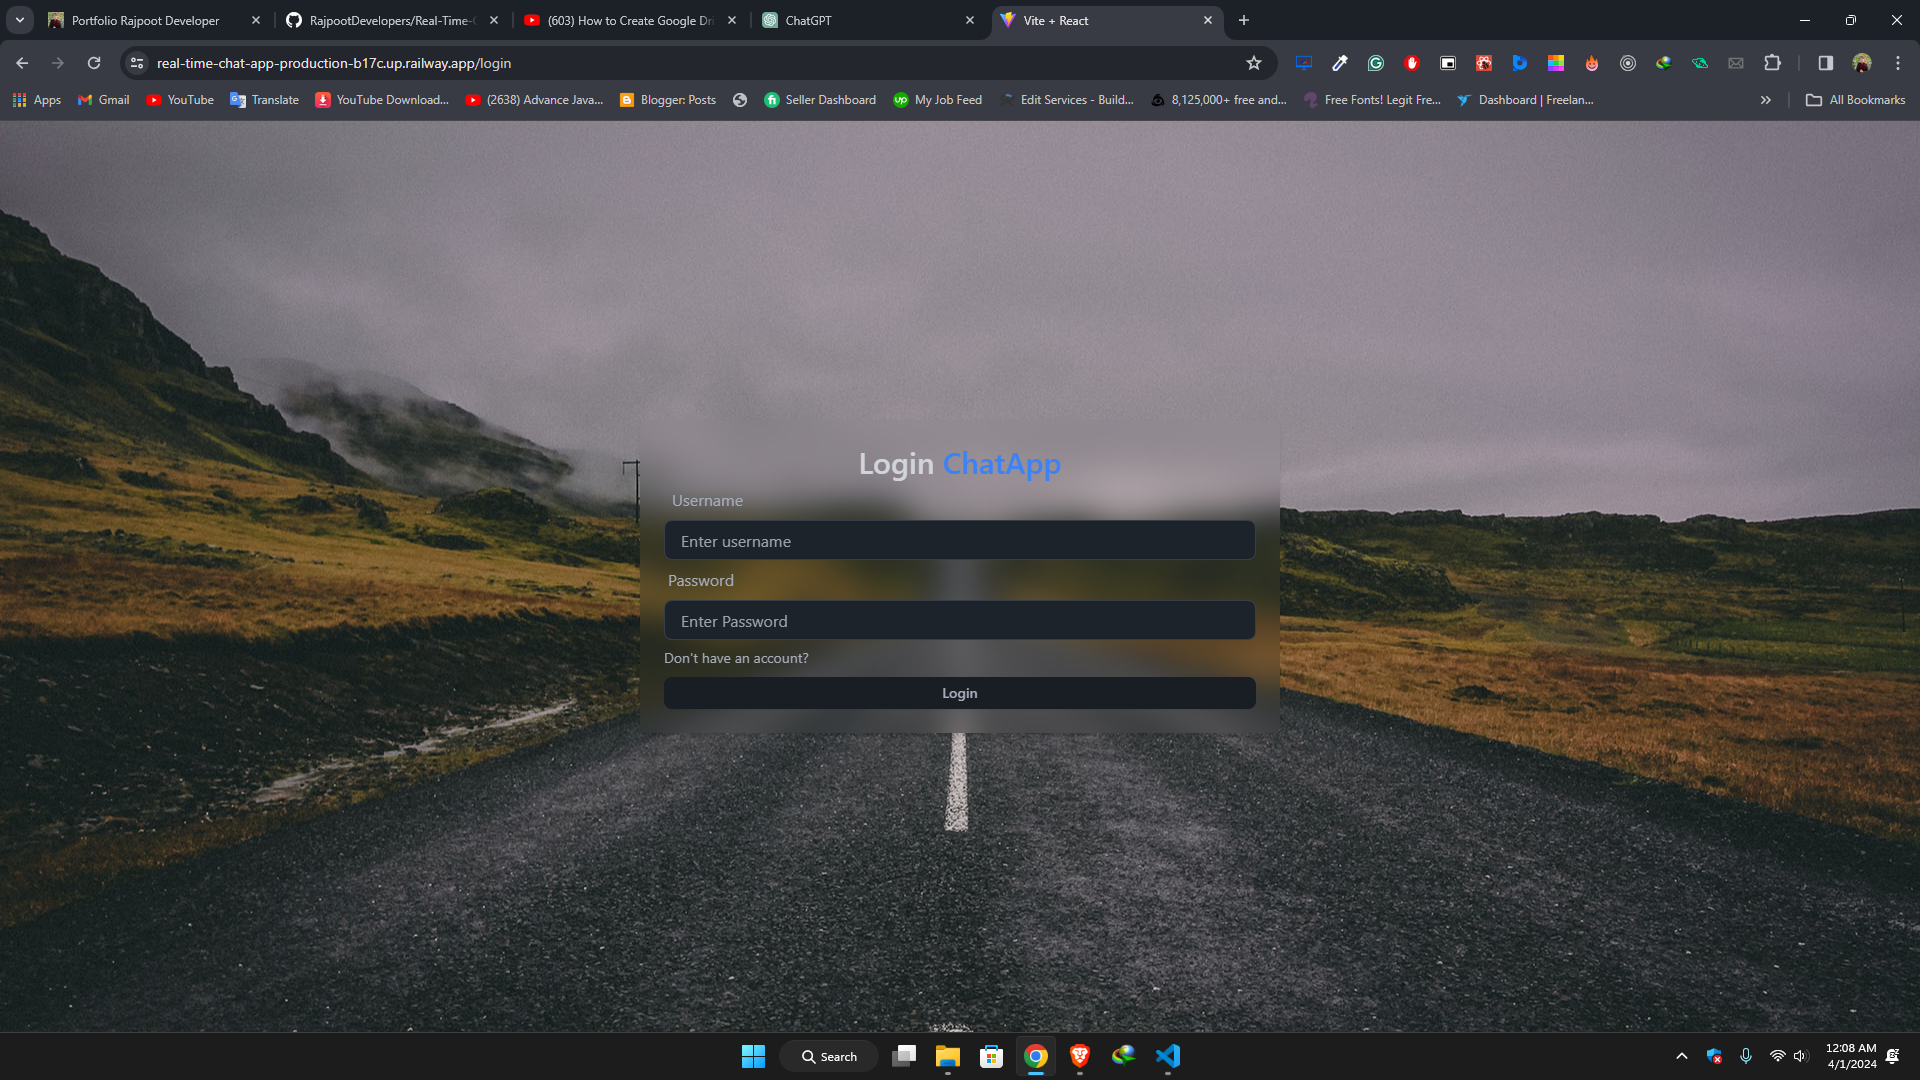 Portfolio Rajpoot Developer
RajpootDevelopers/Real-Time-
(603) How to Create Google Dri
ChatGPT
Vite + React
real-time-chat-app-production-b17c.up.railway.app/login
Apps
Gmail
YouTube
Translate
YouTube Download...
(2638) Advance Java...
Blogger: Posts
Seller Dashboard
My Job Feed
Edit Services - Build...
8,125,000+ free and...
Free Fonts! Legit Fre...
Dashboard | Freelan...
All Bookmarks
Login ChatApp
Username
Enter username
Password
Enter Password
Don't have an account?
Login
Search
12:08 AM
4/1/2024